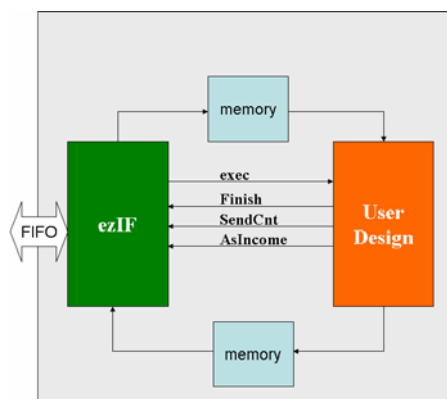 memory
exec
Finish
SendCnt
AsIncome
FIFO
ezIF
User
Design
memory